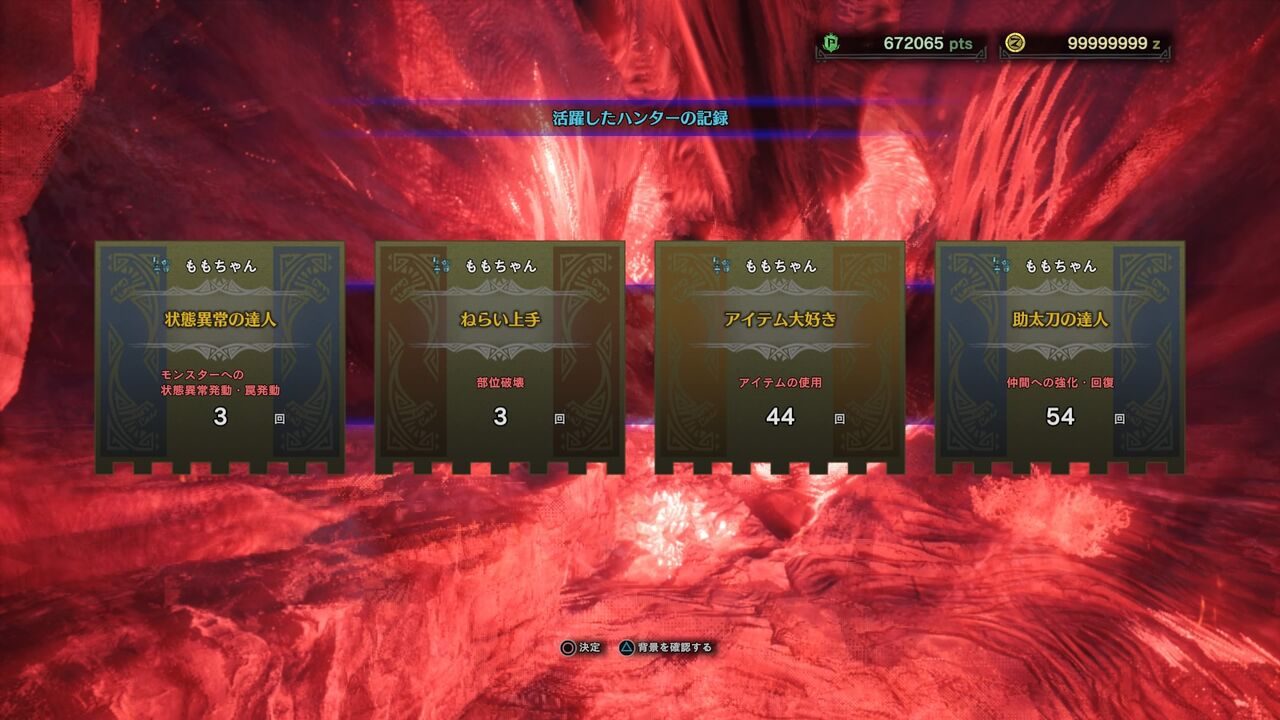 672065 pts
99999999 z
活躍したハンターの記録
ももちゃん
状態異常の達人
モンスターへの
状態異常発動・罠発動
3 回
ももちゃん
ねらい上手
部位破壊
3 回
ももちゃん
アイテム大好き
アイテムの使用
44 回
ももちゃん
助太刀の達人
仲間への強化・回復
54 回
決定
背景を確認する